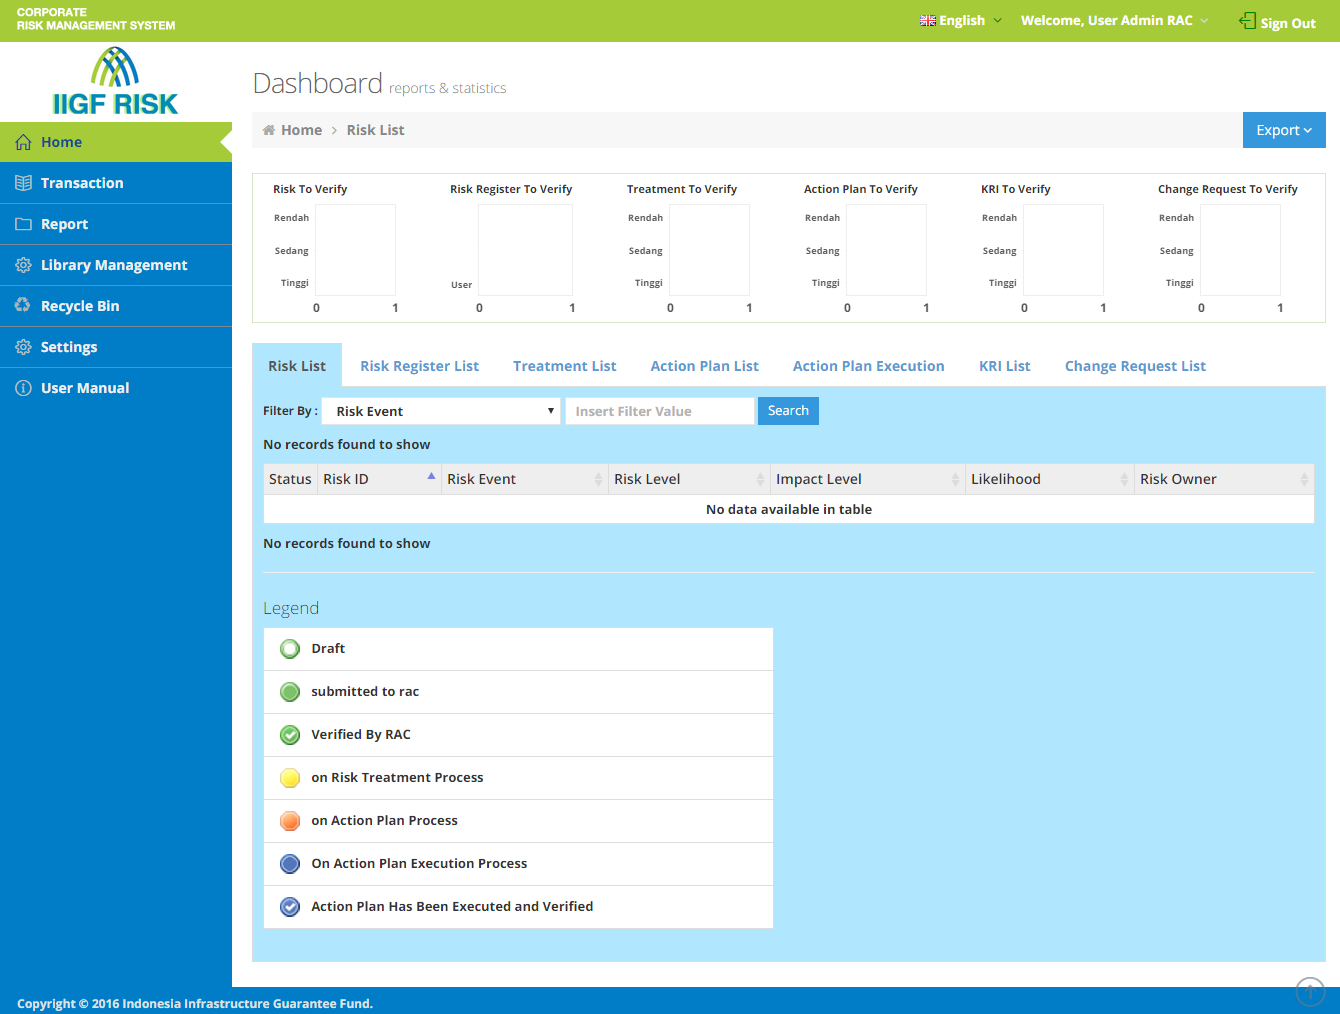 CORPORATE
RISK MANAGEMENT SYSTEM
English
Welcome, User Admin RAC
Sign Out
IIGF RISK
Home
Transaction
Report
Library Management
Recycle Bin
Settings
User Manual
Dashboard reports & statistics
Home > Risk List
Export
Risk To Verify
Rendah
Sedang
Tinggi
0 1
Risk Register To Verify
User
0 1
Treatment To Verify
Rendah
Sedang
Tinggi
0 1
Action Plan To Verify
Rendah
Sedang
Tinggi
0 1
KRI To Verify
Rendah
Sedang
Tinggi
0 1
Change Request To Verify
Rendah
Sedang
Tinggi
0 1
Risk List Risk Register List Treatment List Action Plan List Action Plan Execution KRI List Change Request List
Filter By : Risk Event Insert Filter Value Search
No records found to show
Status Risk ID Risk Event Risk Level Impact Level Likelihood Risk Owner
No data available in table
No records found to show
Legend
Draft
submitted to rac
Verified By RAC
on Risk Treatment Process
on Action Plan Process
On Action Plan Execution Process
Action Plan Has Been Executed and Verified
Copyright © 2016 Indonesia Infrastructure Guarantee Fund.